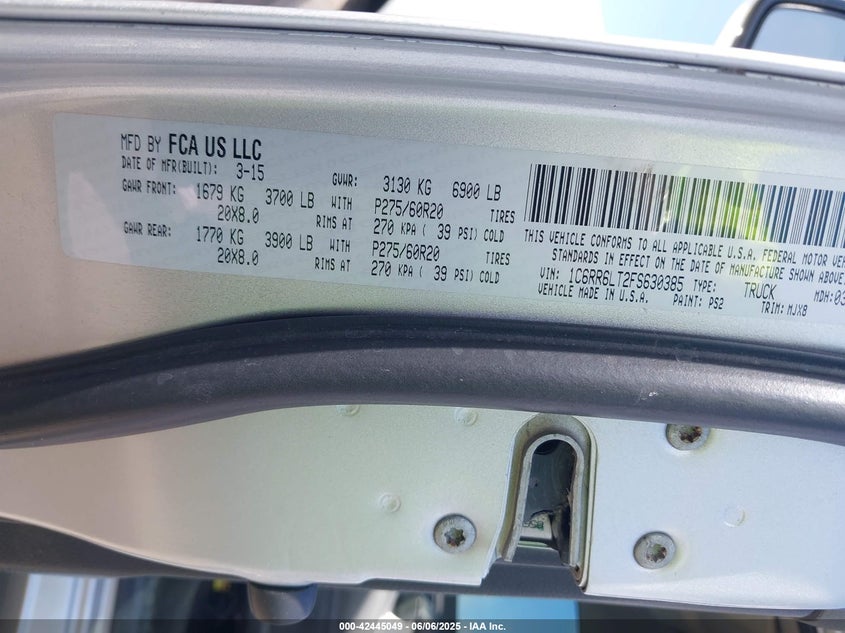 MFD BY FCA US LLC
DATE OF MFR(BUILT): 3-15 GVWR: 3130 KG 6900 LB
GAWR FRONT: 1679 KG 3700 LB WITH P275/60R20 TIRES
20X8.0 RIMS AT 270 KPA ( 39 PSI) COLD
GAWR REAR: 1770 KG 3900 LB WITH P275/60R20 TIRES
20X8.0 RIMS AT 270 KPA ( 39 PSI) COLD
THIS VEHICLE CONFORMS TO ALL APPLICABLE U.S.A. FEDERAL MOTOR
STANDARDS IN EFFECT ON THE DATE OF MANUFACTURE SHOWN ABOVE.
VIN: 1C6RR6LT2FS630385 TYPE: TRUCK
VEHICLE MADE IN U.S.A. PAINT: PS2 MDH:03
TRIM: MJX8
000-42445049 - 06/06/2025 - IAA Inc.